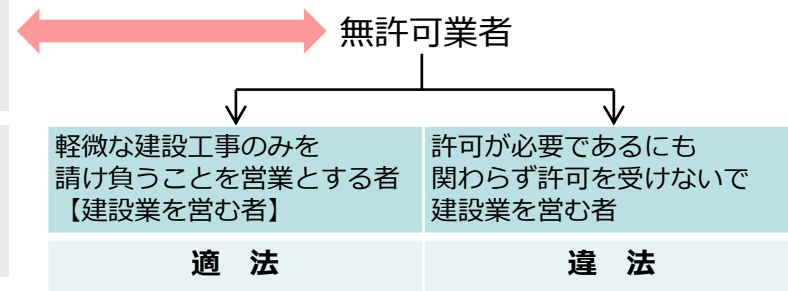 無許可業者
軽微な建設工事のみを
請け負うことを営業とする者
【建設業を営む者】
許可が必要であるにも
関わらず許可を受けないで
建設業を営む者
適　法
違　法